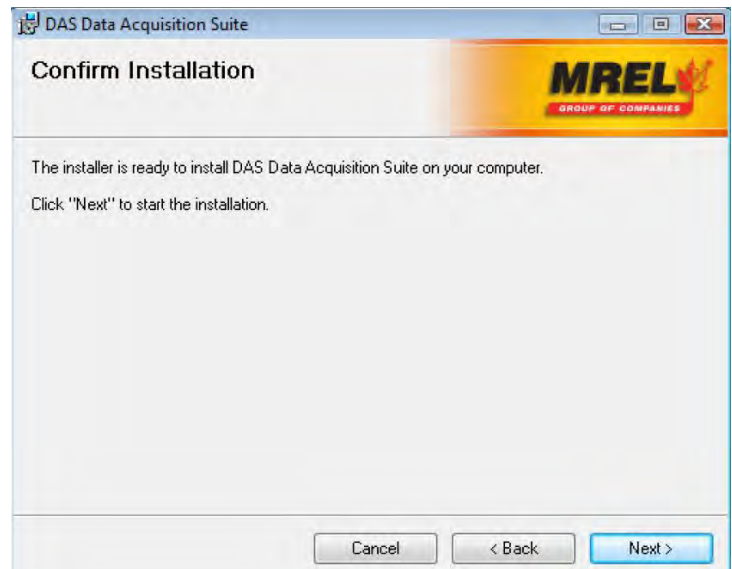 DAS Data Acquisition Suite
Confirm Installation
MREL
GROUP OF COMPANIES
The installer is ready to install DAS Data Acquisition Suite on your computer.
Click "Next" to start the installation.
Cancel
< Back
Next >